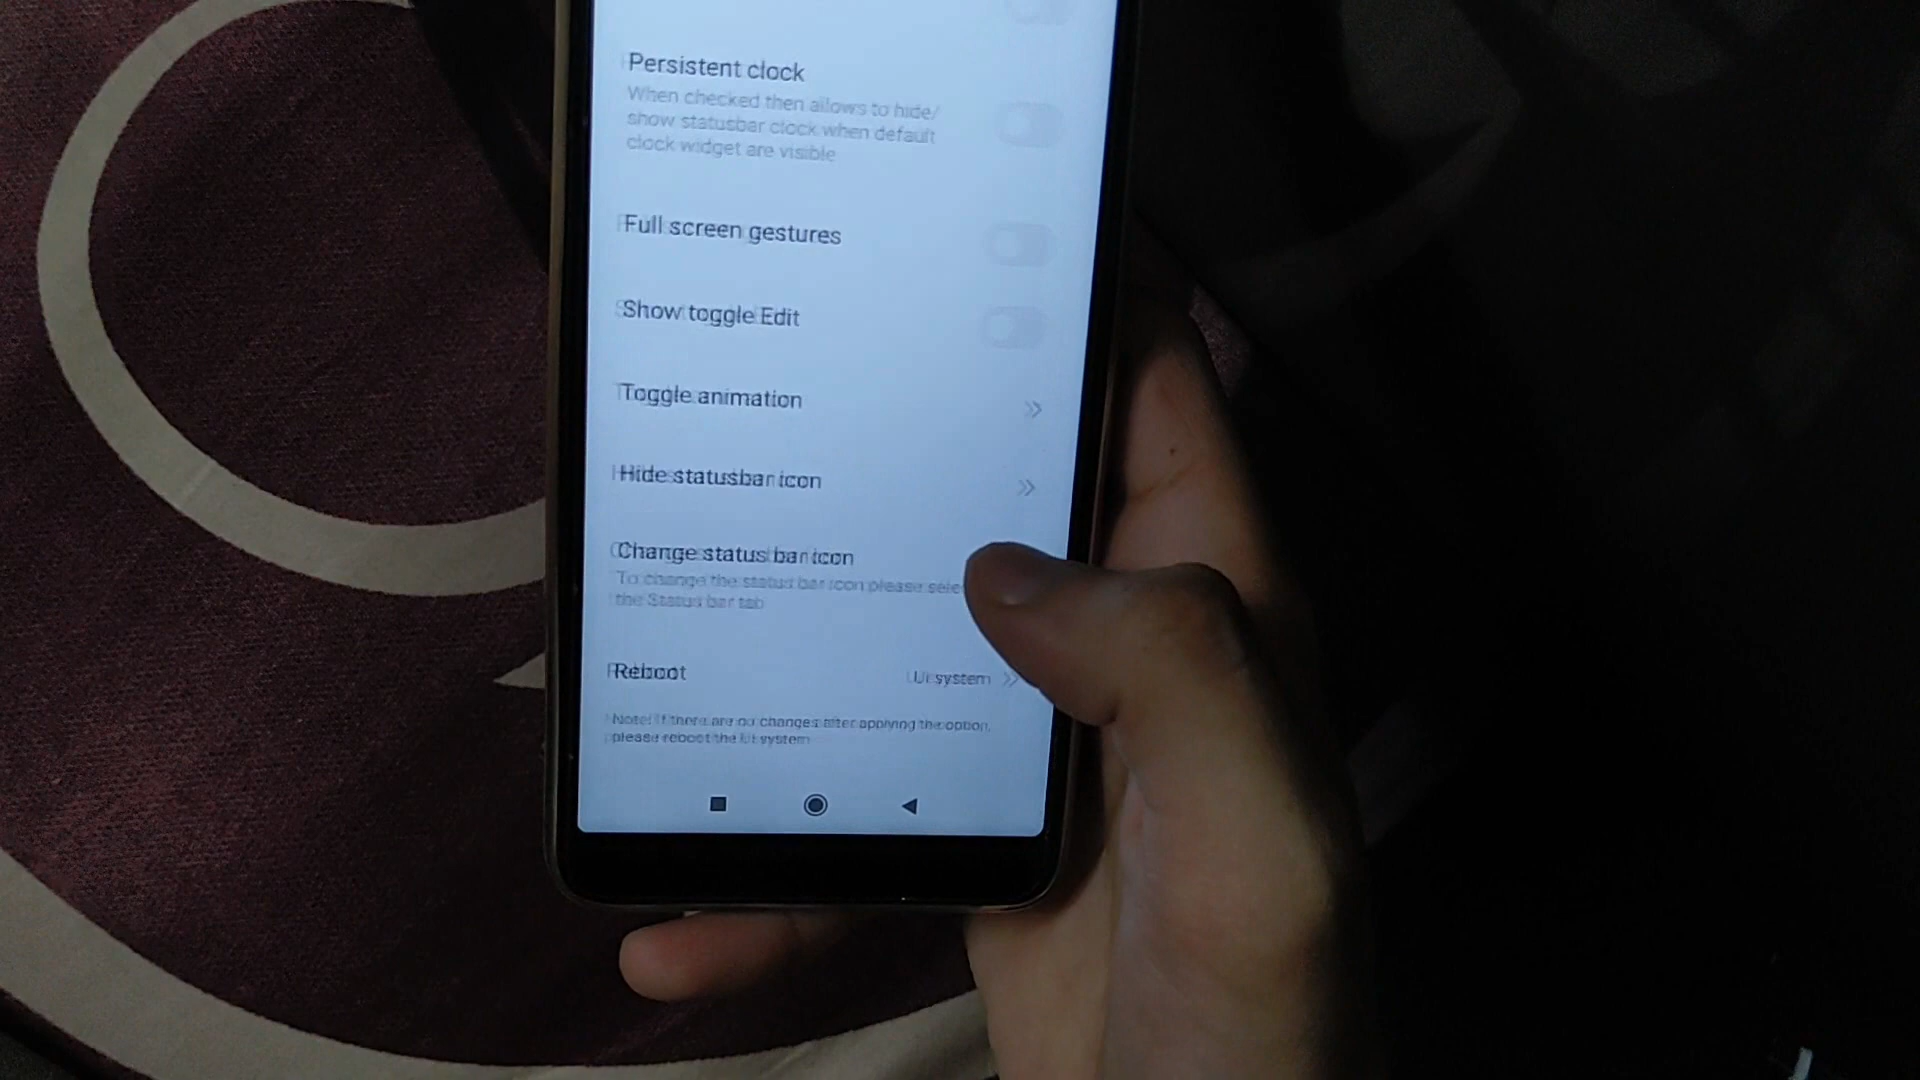 Persistent clock
When checked then allows to hide/
show statusbar clock when default
clock widget are visible
Full screen gestures
Show toggle Edit
Toggle animation
Hide statusbar icon
Change status bar icon
To change the status bar icon please
the Status bar tab
Reboot
UI system
Note! If there are no changes after applying the option,
please reboot the UI system